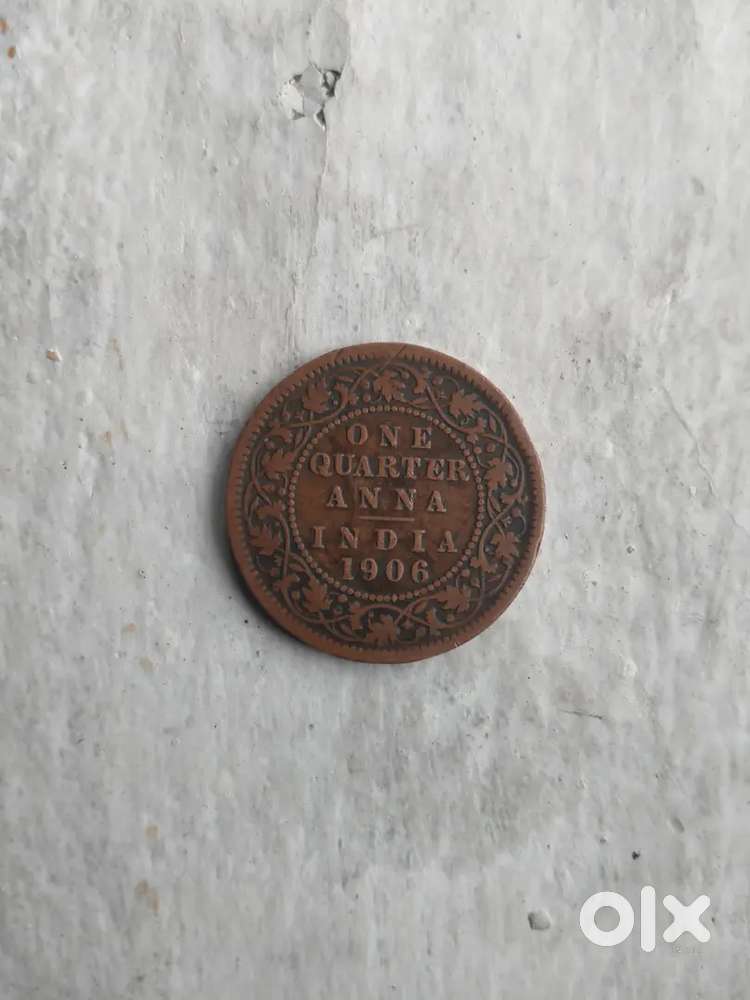 ONE
QUARTER
ANNA
INDIA
1906
olx